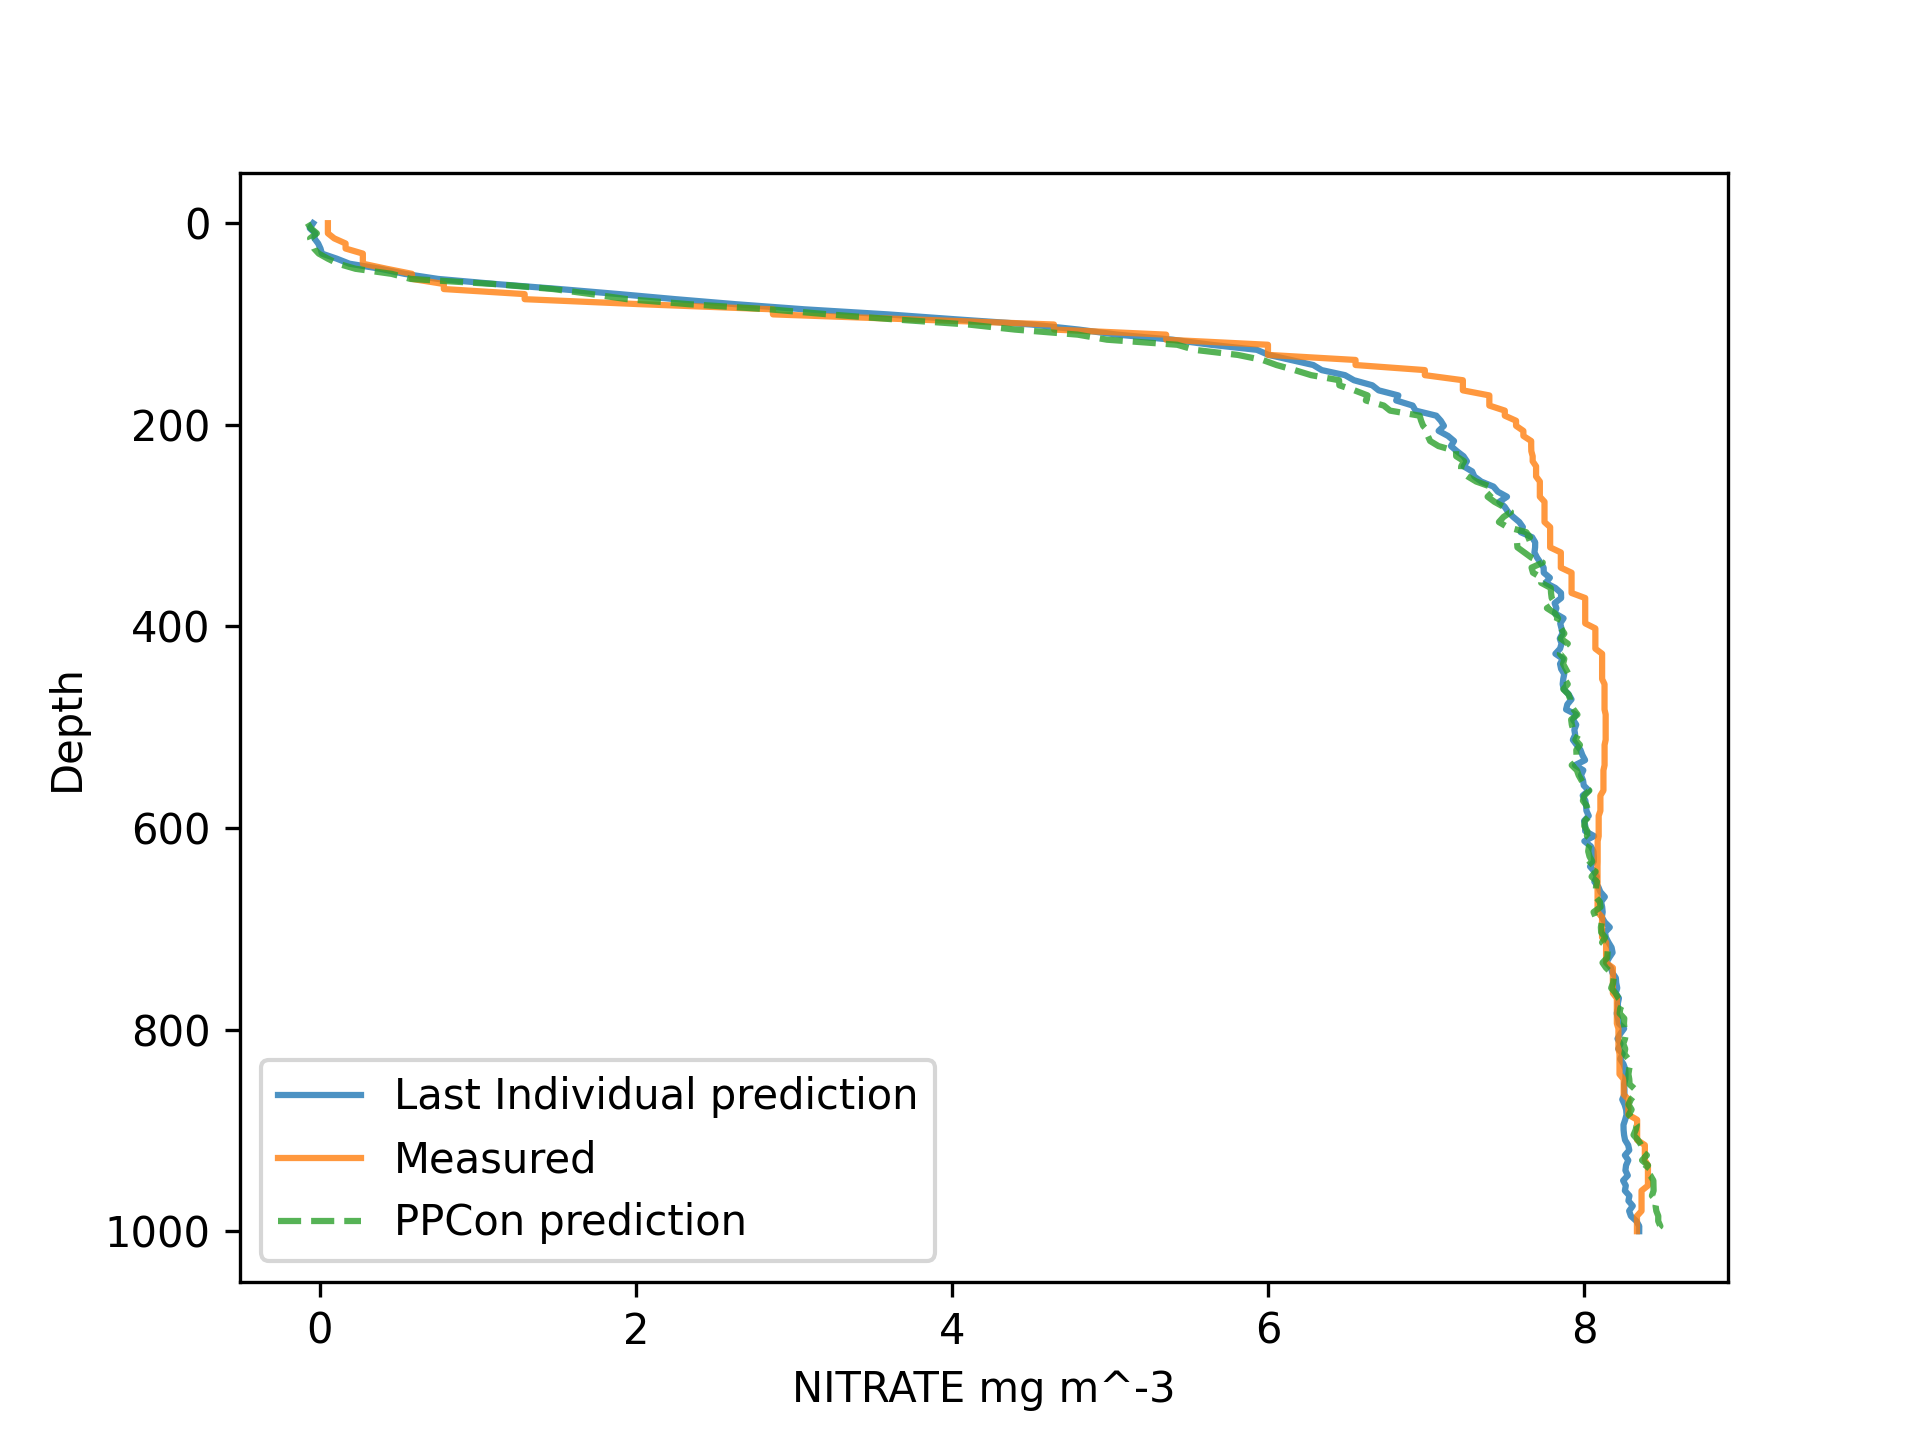 0
200
400
600
800
1000
Depth
Last Individual prediction
Measured
PPCon prediction
0 2 4 6 8
NITRATE mg m^-3